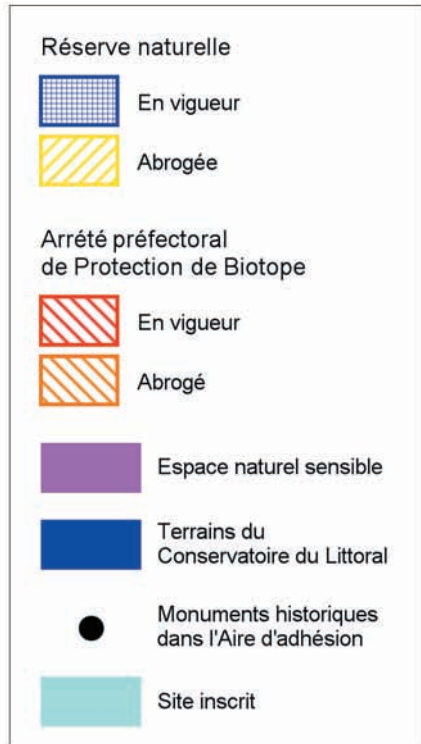 Réserve naturelle
En vigueur
Abrogée
Arrété préfectoral
de Protection de Biotope
En vigueur
Abrogé
Espace naturel sensible
Terrains du
Conservatoire du Littoral
Monuments historiques
dans l'Aire d'adhésion
Site inscrit